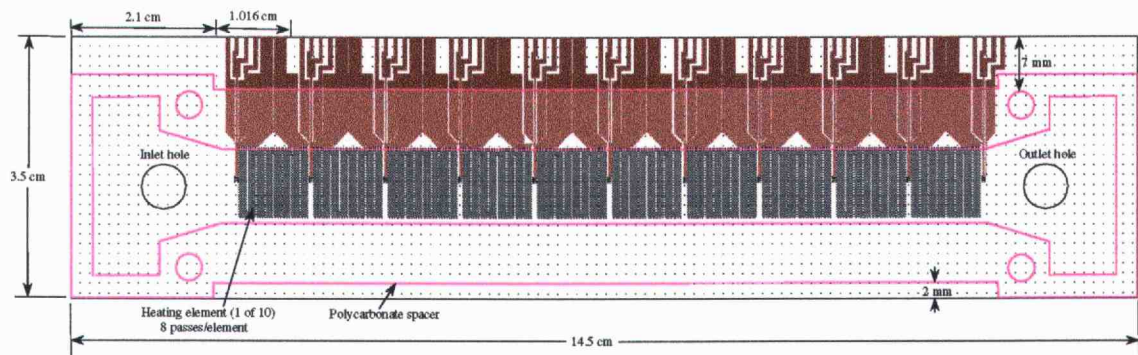 2.1 cm
1.016 cm
7 mm
Inlet hole
Outlet hole
3.5 cm
2 mm
Heating element (1 of 10)
8 passes/element
Polycarbonate spacer
14.5 cm